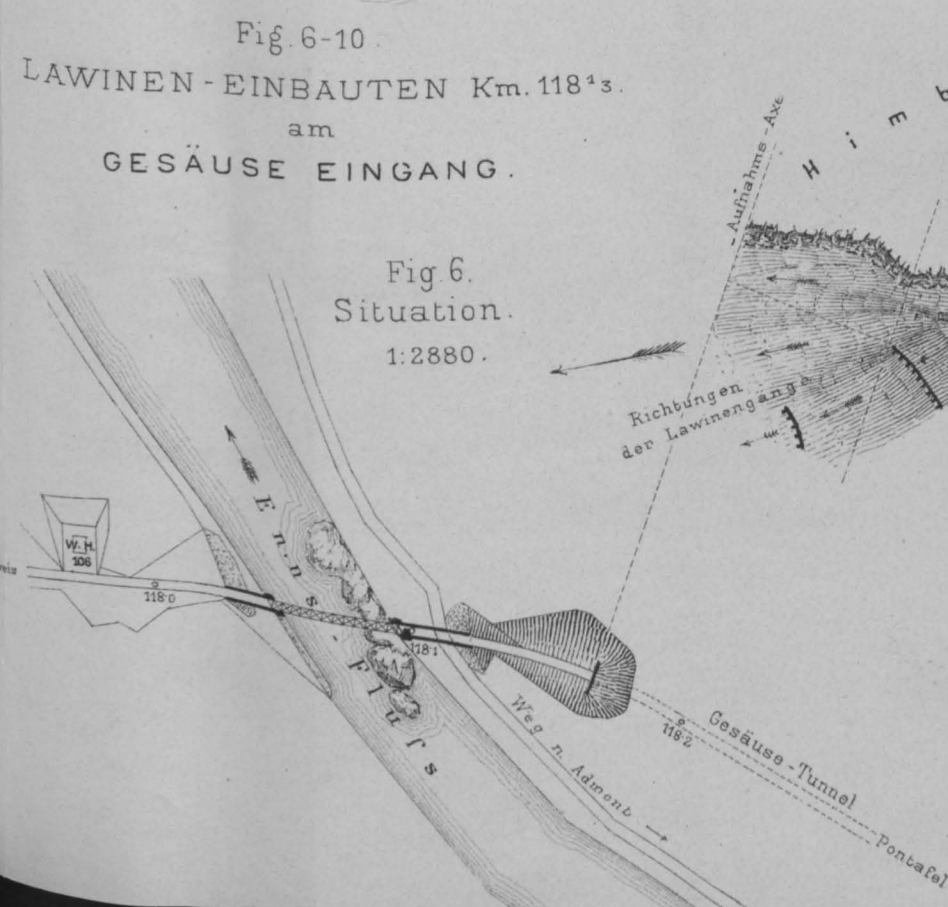 Fig. 6-10.
LAWINEN-EINBAUTEN Km. 118¹3.
am
GESÄUSE EINGANG.
Fig. 6.
Situation.
1:2880.
Aufnahms-Axe
HiE
Richtungen
der Lawinengänge
Enns-Fluſs
W.H.
106
118·0
118·1
118·2
Weg n. Admont
Gesäuse-Tunnel
Pontafel